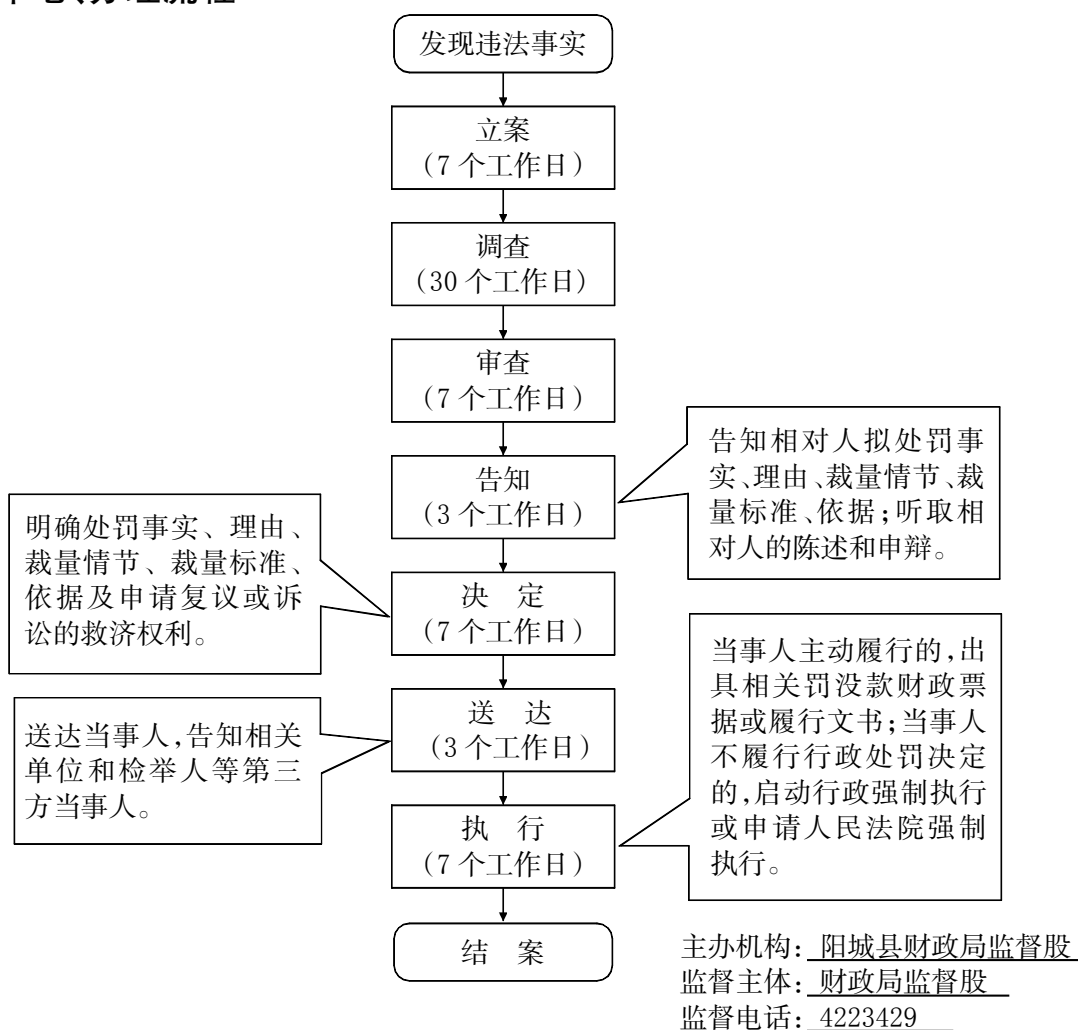 办理流程
发现违法事实
立案
(7 个工作日)
调查
(30 个工作日)
审查
(7 个工作日)
告知
(3 个工作日)
告知相对人拟处罚事
实、理由、裁量情节、裁
量标准、依据;听取相
对人的陈述和申辩。
明确处罚事实、理由、
裁量情节、裁量标准、
依据及申请复议或诉
讼的救济权利。
决 定
(7 个工作日)
送达当事人,告知相关
单位和检举人等第三
方当事人。
送 达
(3 个工作日)
当事人主动履行的,出
具相关罚没款财政票
据或履行文书;当事人
不履行行政处罚决定
的,启动行政强制执行
或申请人民法院强制
执行。
执 行
(7 个工作日)
结 案
主办机构: 阳城县财政局监督股
监督主体: 财政局监督股
监督电话: 4223429